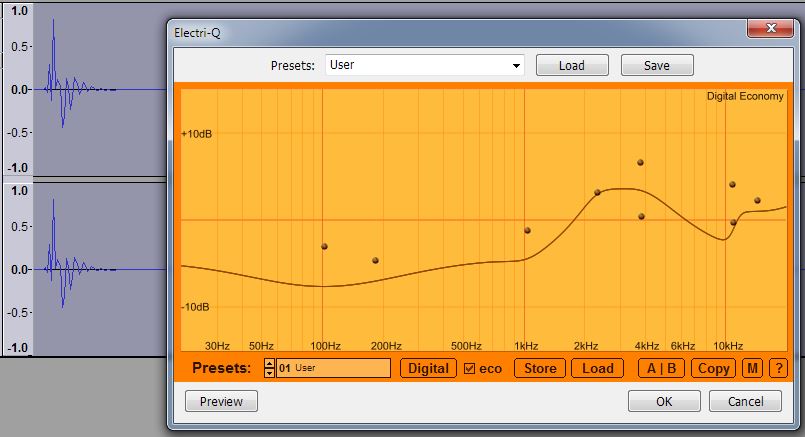 1.0
0.5-
0.0-
-0.5-
-1.0
1.0
0.5-
0.0-
-0.5-
-1.0
Electri-Q
Presets: User Load Save
Digital Economy
+10dB
-10dB
30Hz 50Hz 100Hz 200Hz 500Hz 1kHz 2kHz 4kHz 6kHz 10kHz
Presets: 01 User Digital eco Store Load A | B Copy M ?
Preview OK Cancel